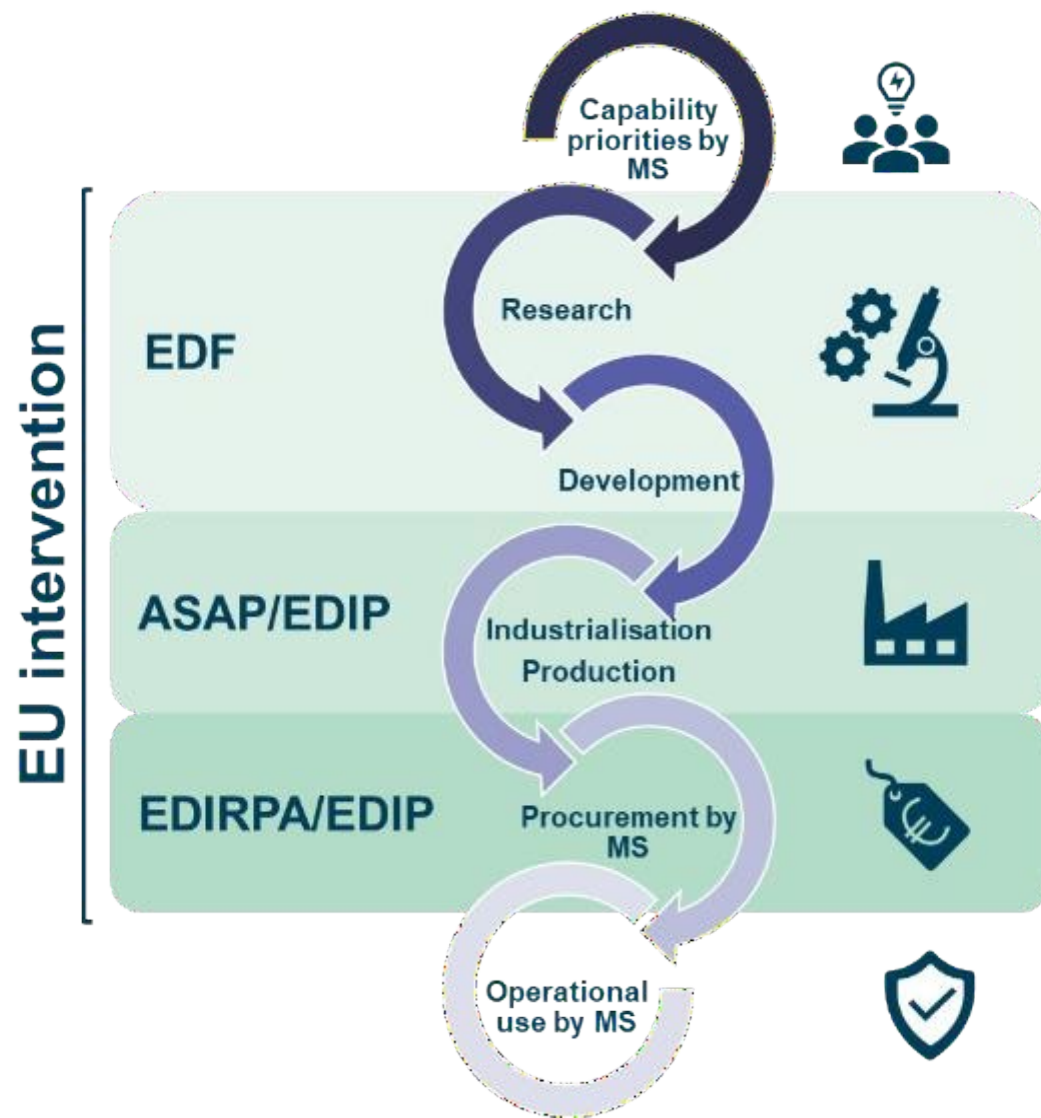 Capability
priorities by
MS
EU intervention
EDF
Research
Development
ASAP/EDIP
Industrialisation
Production
EDIRPA/EDIP
Procurement by
MS
€
Operational
use by MS